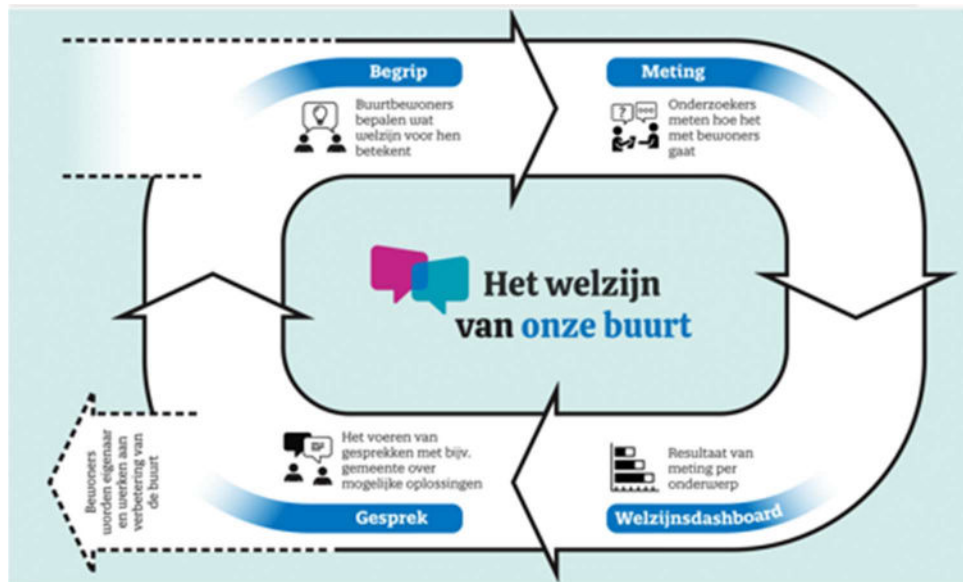 Begrip
Buurtbewoners
bepalen wat
welzijn voor hen
betekent
Meting
Onderzoekers
meten hoe het
met bewoners
gaat
Het welzijn
van onze buurt
Resultaat van
meting per
onderwerp
Welzijnsdashboard
Het voeren van
gesprekken met bijv.
gemeente over
mogelijke oplossingen
Gesprek
Bewoners
worden eigenaar
en werken aan
verbetering van
de buurt